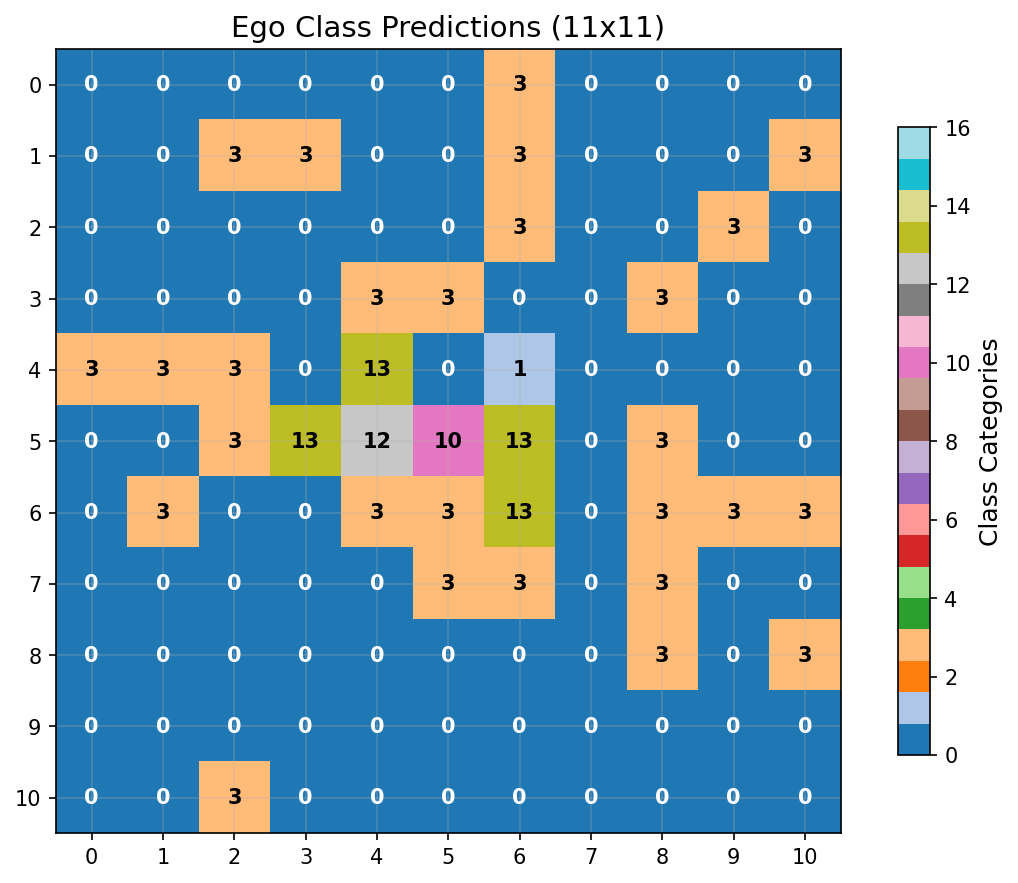 Ego Class Predictions (11x11)
0 0 0 0 0 0 0 3 0 0 0 0
1 0 0 3 3 0 0 3 0 0 0 3
2 0 0 0 0 0 0 3 0 0 3 0
3 0 0 0 0 3 3 0 0 3 0 0
4 3 3 3 0 13 0 1 0 0 0 0
5 0 0 3 13 12 10 13 0 3 0 0
6 0 3 0 0 3 3 13 0 3 3 3
7 0 0 0 0 0 3 3 0 3 0 0
8 0 0 0 0 0 0 0 0 3 0 3
9 0 0 0 0 0 0 0 0 0 0 0
10 0 0 3 0 0 0 0 0 0 0 0
0 1 2 3 4 5 6 7 8 9 10
16
14
12
10
8
6
4
2
0
Class Categories